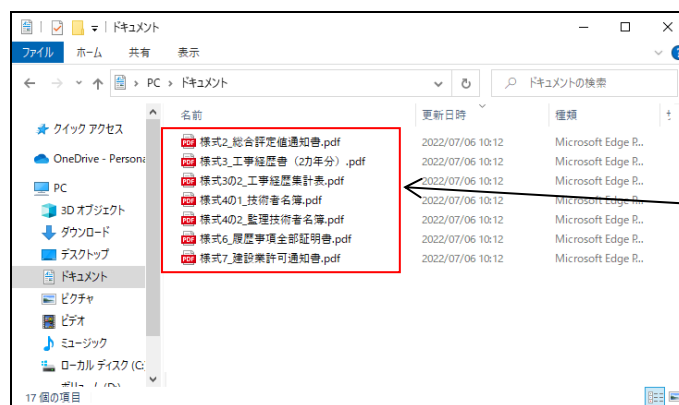 ドキュメント
ファイル ホーム 共有 表示
PC > ドキュメント ドキュメントの検索
名前 更新日時 種類
クイック アクセス
OneDrive - Persona
PC
3D オブジェクト
ダウンロード
デスクトップ
ドキュメント
ピクチャ
ビデオ
ミュージック
ローカル ディスク (C:
様式2_総合評定値通知書.pdf 2022/07/06 10:12 Microsoft Edge P...
様式3_工事経歴書（2カ年分）.pdf 2022/07/06 10:12 Microsoft Edge P...
様式3の2_工事経歴集計表.pdf 2022/07/06 10:12 Microsoft Edge P...
様式4の1_技術者名簿.pdf 2022/07/06 10:12 Microsoft Edge P...
様式4の2_監理技術者名簿.pdf 2022/07/06 10:12 Microsoft Edge P...
様式6_履歴事項全部証明書.pdf 2022/07/06 10:12 Microsoft Edge P...
様式7_建設業許可通知書.pdf 2022/07/06 10:12 Microsoft Edge P...
17 個の項目